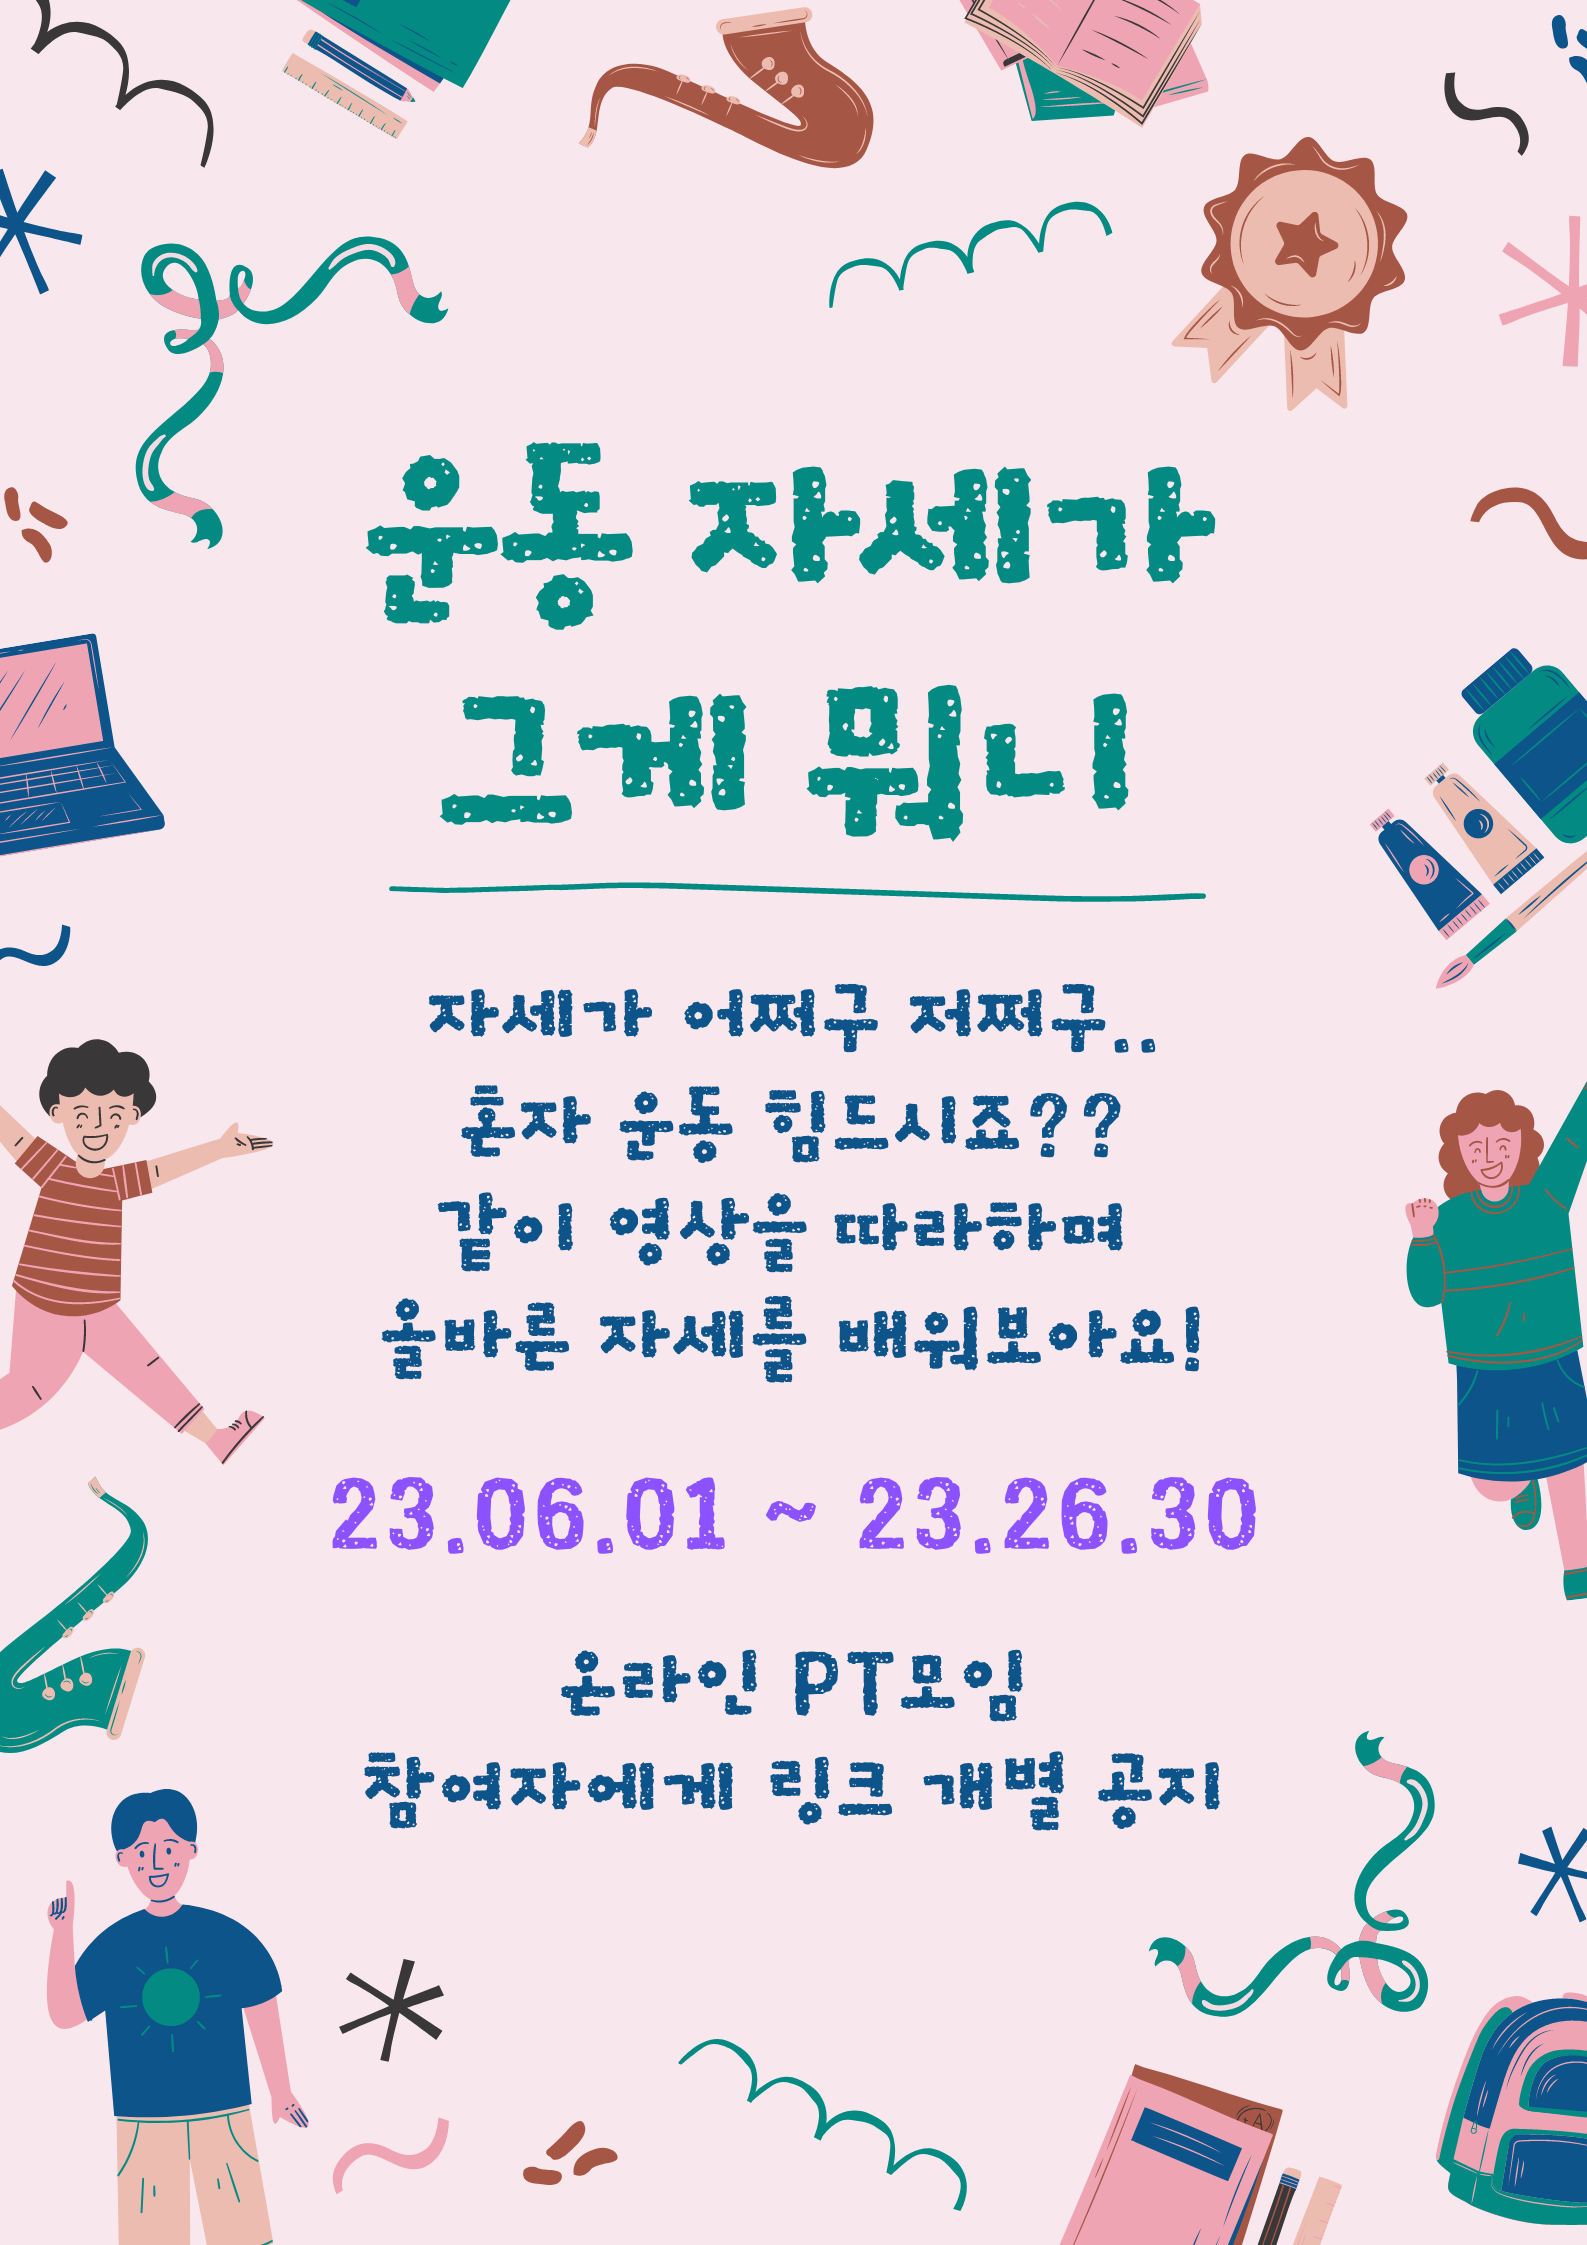 운동 자세가
그게 뭐니
자세가 어쩌구 저쩌구..
혼자 운동 힘드시죠??
같이 영상을 따라하며
올바른 자세를 배워보아요!
23.06.01 ~ 23.26.30
온라인 PT모임
참여자에게 링크 개별 공지
A+